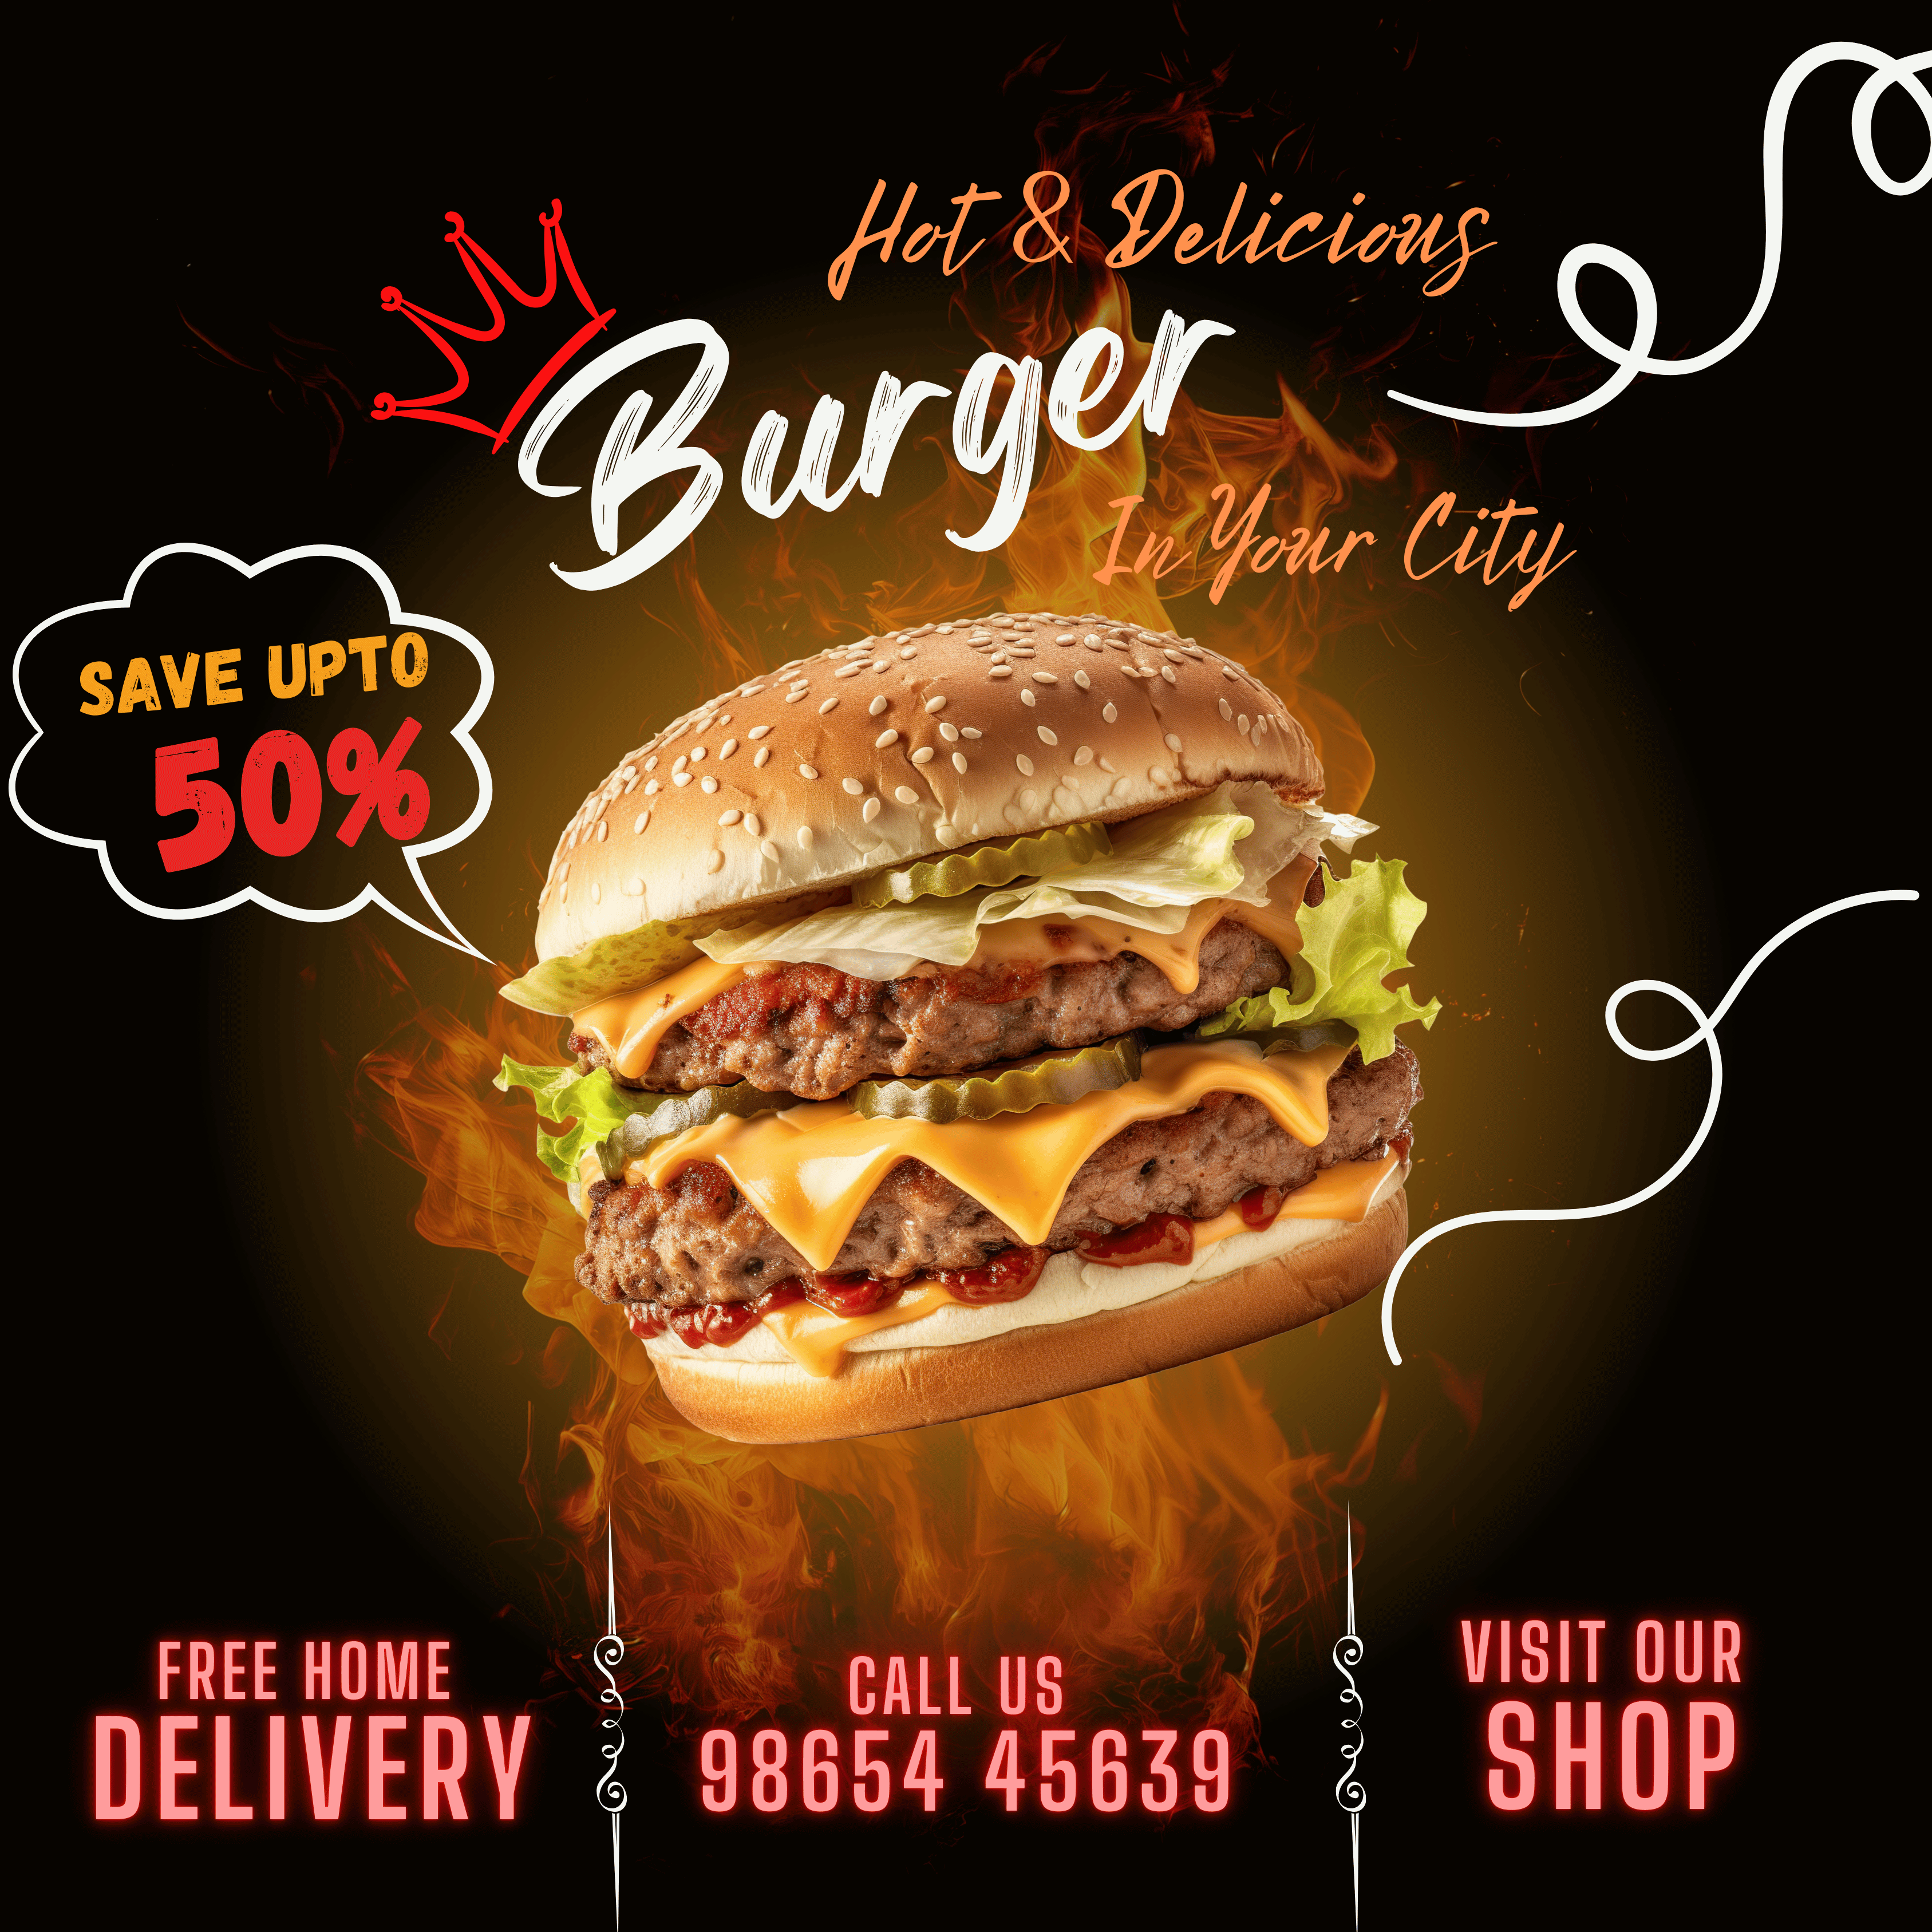 Hot & Delicious
Burger
In Your City
SAVE UPTO
50%
FREE HOME
DELIVERY
CALL US
98654 45639
VISIT OUR
SHOP